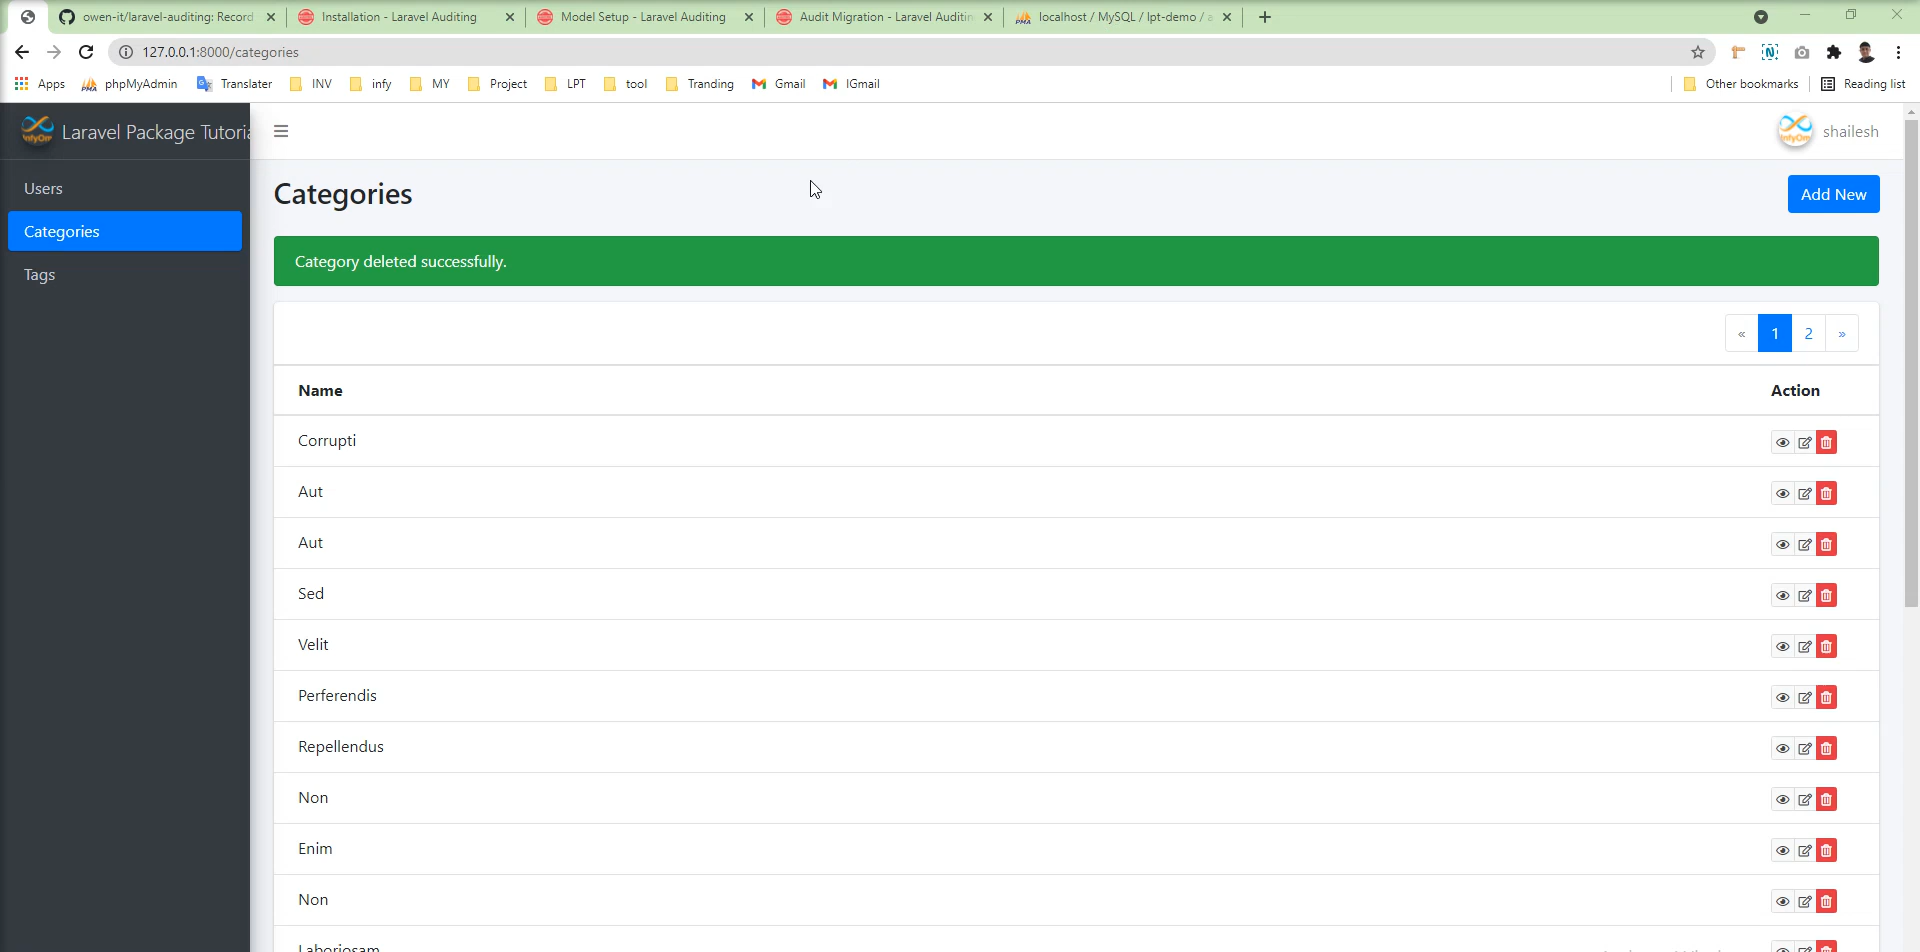 owen-it/laravel-auditing: Record
Installation - Laravel Auditing
Model Setup - Laravel Auditing
Audit Migration - Laravel Auditin
localhost / MySQL / lpt-demo / a
127.0.0.1:8000/categories
Apps
phpMyAdmin
Translater
INV
infy
MY
Project
LPT
tool
Tranding
Gmail
IGmail
Other bookmarks
Reading list
Laravel Package Tutoria
shailesh
Users
Categories
Tags
Categories
Add New
Category deleted successfully.
« 1 2 »
Name Action
Corrupti
Aut
Aut
Sed
Velit
Perferendis
Repellendus
Non
Enim
Non
Laboriosam